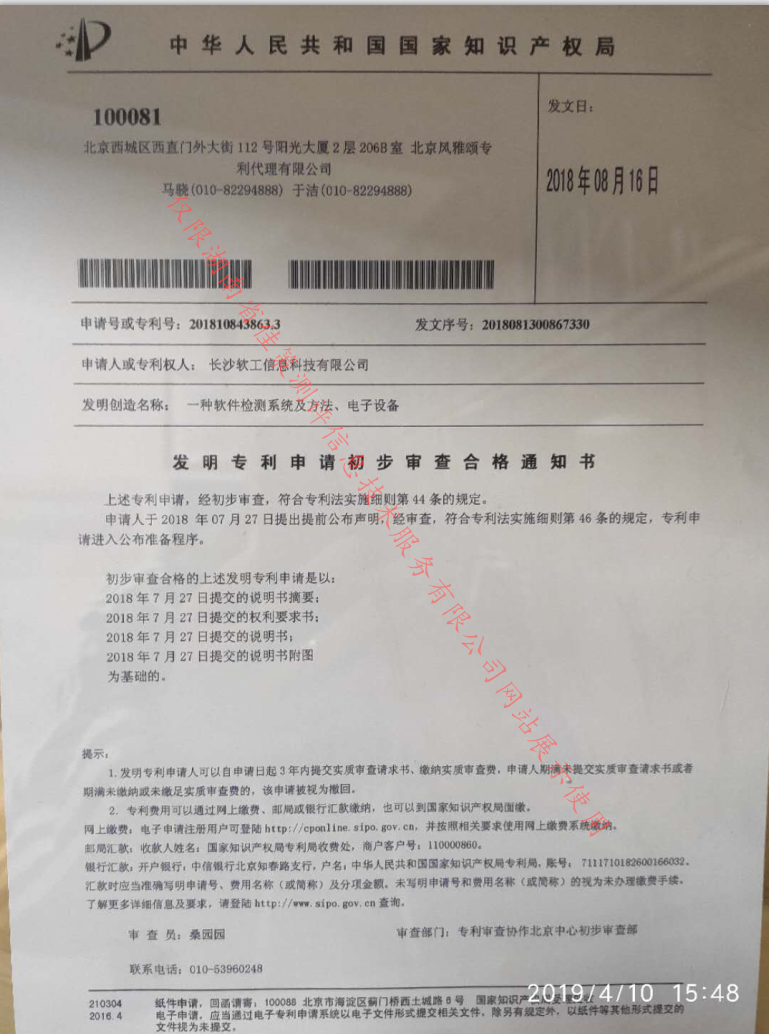 中华人民共和国国家知识产权局
100081
北京西城区西直门外大街112号阳光大厦2层206B室 北京风雅颂专
利代理有限公司
马骁(010-82294888) 于洁(010-82294888)
发文日:
2018年08月16日
申请号或专利号: 201810843863.3
发文序号: 2018081300867330
申请人或专利权人: 长沙软工信息科技有限公司
发明创造名称: 一种软件检测系统及方法、电子设备
发明专利申请初步审查合格通知书
上述专利申请,经初步审查,符合专利法实施细则第44条的规定。
申请人于2018 年07月27日提出提前公布声明,经审查,符合专利法实施细则第46条的规定,专利申
请进入公布准备程序。
初步审查合格的上述发明专利申请是以:
2018年7月27日提交的说明书摘要;
2018年7月27日提交的权利要求书;
2018年7月27日提交的说明书;
2018年7月27日提交的说明书附图
为基础的。
提示:
1.发明专利申请人可以自申请日起3年内提交实质审查请求书、缴纳实质审查费,申请人期满未提交实质审查请求书或者
期满未缴纳或未缴足实质审查费的,该申请被视为撤回。
2. 专利费用可以通过网上缴费、邮局或银行汇款缴纳,也可以到国家知识产权局面缴。
网上缴费:电子申请注册用户可登陆http://cponline.sipo.gov.cn,并按照相关要求使用网上缴费系统缴纳。
邮局汇款:收款人姓名:国家知识产权局专利局收费处,商户客户号:110000860。
银行汇款:开户银行:中信银行北京知春路支行,户名:中华人民共和国国家知识产权局专利局,账号: 7111710182600166032。
汇款时应当准确写明申请号、费用名称(或简称)及分项金额。未写明申请号和费用名称(或简称)的视为未办理缴费手续。
了解更多详细信息及要求,请登陆http://www.sipo.gov.cn查询。
审 查 员:桑园园
审查部门:专利审查协作北京中心初步审查部
联系电话:010-53960248
210304
2016.4
纸件申请,回函请寄:100088 北京市海淀区蓟门桥西土城路6号 国家知识产
电子申请,应当通过电子专利申请系统以电子文件形式提交相关文件。除另有规定外,以纸件等其他形式提交的
文件视为未提交。
2019/4/10 15:48